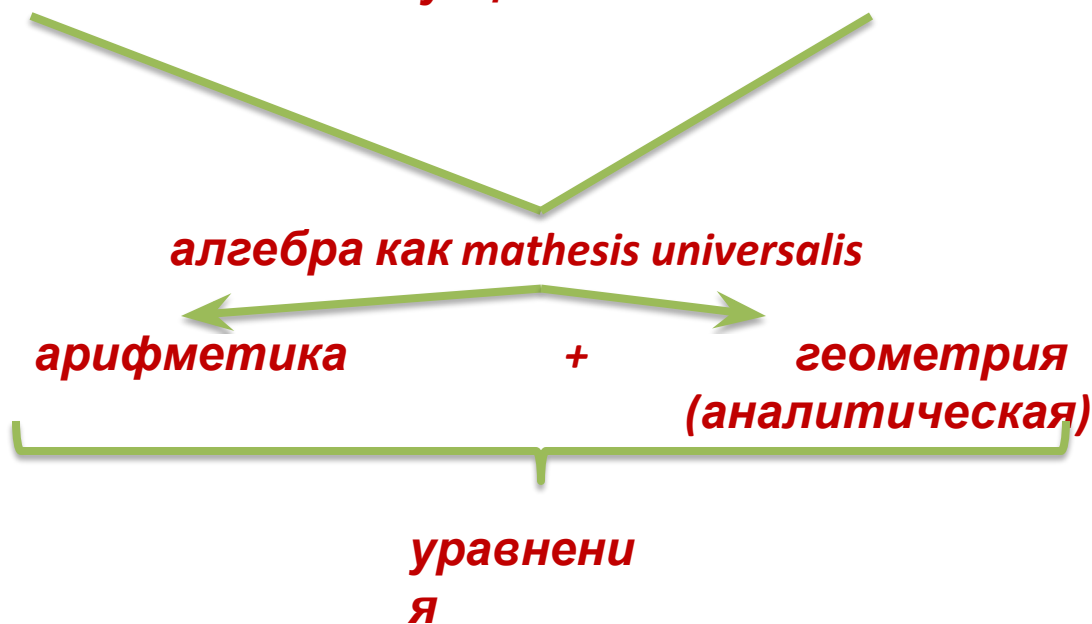 алгебра как mathesis universalis
арифметика + геометрия
(аналитическая)
уравнени
я